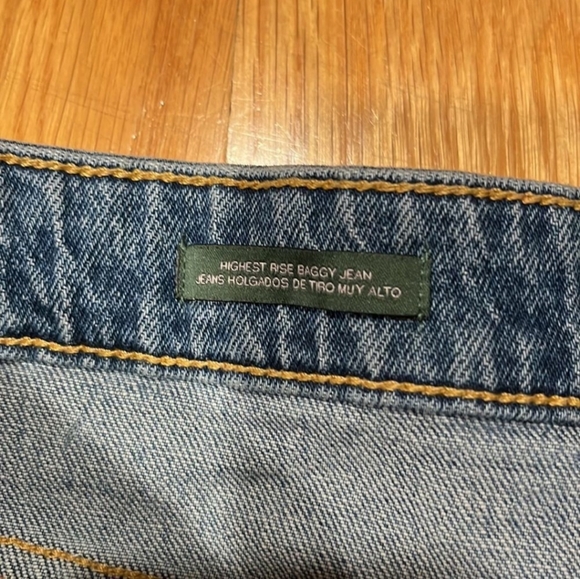 HIGHEST RISE BAGGY JEAN
JEANS HOLGADOS DE TIRO MUY ALTO